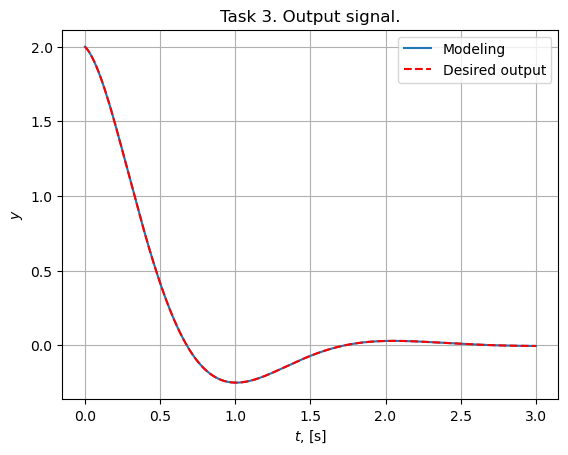 Task 3. Output signal.
Modeling
Desired output
2.0
1.5
1.0
0.5
0.0
y
0.0 0.5 1.0 1.5 2.0 2.5 3.0
t, [s]